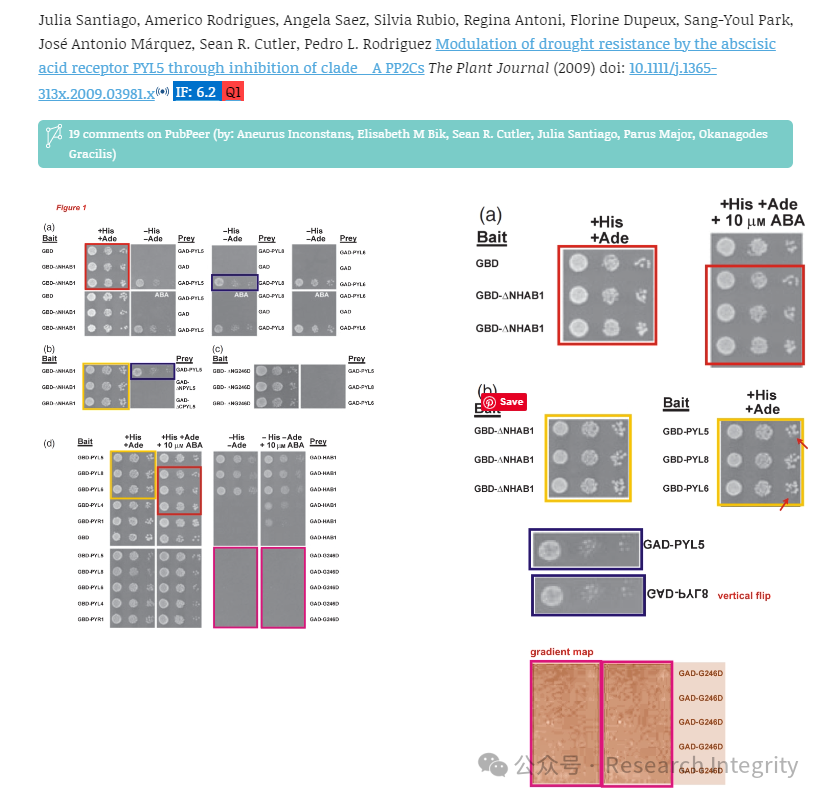 Julia Santiago, Americo Rodrigues, Angela Saez, Silvia Rubio, Regina Antoni, Florine Dupeux, Sang-Youl Park,
José Antonio Márquez, Sean R. Cutler, Pedro L. Rodriguez Modulation of drought resistance by the abscisic
acid receptor PYL5 through inhibition of clade A PP2Cs The Plant Journal (2009) doi: 10.1111/j.1365-
313x.2009.03981.x IF: 6.2 Q1
19 comments on PubPeer (by: Aneurus Inconstans, Elisabeth M Bik, Sean R. Cutler, Julia Santiago, Parus Major, Okanagodes
Gracilis)
Figure 1
(a)
Bait
+His
+Ade
–His
–Ade
Prey
–His
–Ade
Prey
–His
–Ade
Prey
GBD
GAD-PYL5
GAD-PYL8
GAD-PYL6
GBD-ΔNHAB1
GAD
GAD
GAD
GBD-ΔNHAB1
GAD-PYL5
GAD-PYL8
GAD-PYL6
GBD
ABA
GAD-PYL5
ABA
GAD-PYL8
ABA
GAD-PYL6
GBD-ΔNHAB1
GAD
GAD
GAD
GBD-ΔNHAB1
GAD-PYL5
GAD-PYL8
GAD-PYL6
(b)
Bait
Prey
GBD-ΔNHAB1
GAD-PYL5
GBD-ΔNHAB1
GAD-
ΔNPYL5
GBD-ΔNHAB1
GAD-
ΔCPYL5
(c)
Bait
Prey
GBD- ΔNG246D
GAD-PYL5
GBD- ΔNG246D
GAD-PYL8
GBD- ΔNG246D
GAD-PYL6
(d)
Bait
+His
+Ade
+His +Ade
+ 10 μM ABA
–His
–Ade
– His –Ade
+ 10 μM ABA
Prey
GBD-PYL5
GAD-HAB1
GBD-PYL8
GAD-HAB1
GBD-PYL6
GAD-HAB1
GBD-PYL4
GAD-HAB1
GBD-PYR1
GAD-HAB1
GBD
GAD-HAB1
GBD-PYL5
GAD-G246D
GBD-PYL8
GAD-G246D
GBD-PYL6
GAD-G246D
GBD-PYL4
GAD-G246D
GBD-PYR1
GAD-G246D
(a)
Bait
+His
+Ade
GBD
GBD-ΔNHAB1
GBD-ΔNHAB1
+His +Ade
+ 10 μM ABA
(b)
Save
Bait
GBD-ΔNHAB1
GBD-ΔNHAB1
GBD-ΔNHAB1
Bait
+His
+Ade
GBD-PYL5
GBD-PYL8
GBD-PYL6
GAD-PYL5
GAD-PYL8
vertical flip
gradient map
GAD-G246D
GAD-G246D
GAD-G246D
GAD-G246D
GAD-G246D
公众号 · Research Integrity